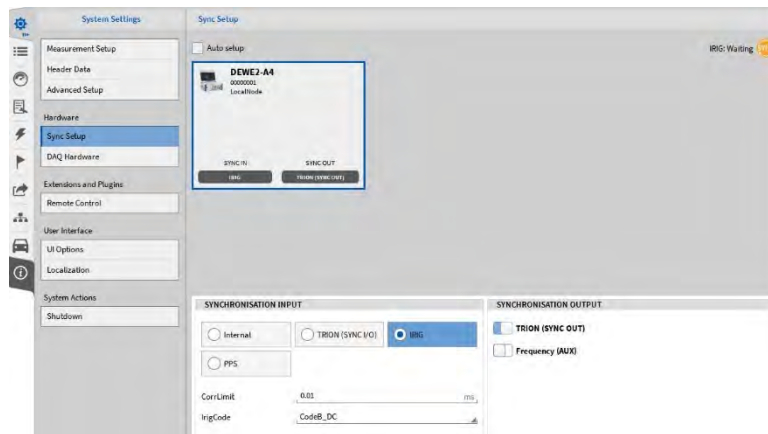 System Settings
Sync Setup
Measurement Setup
Header Data
Advanced Setup
Hardware
Sync Setup
DAQ Hardware
Extensions and Plugins
Remote Control
User Interface
UI Options
Localization
System Actions
Shutdown
Auto setup
IRIG: Waiting
DEWE2-A4
00000001
LocalNode
SYNC IN SYNC OUT
IRIG TRION (SYNC OUT)
SYNCHRONISATION INPUT
Internal TRION (SYNC I/O) IRIG
PPS
CorrLimit 0.01 ms
IrigCode CodeB_DC
SYNCHRONISATION OUTPUT
TRION (SYNC OUT)
Frequency (AUX)